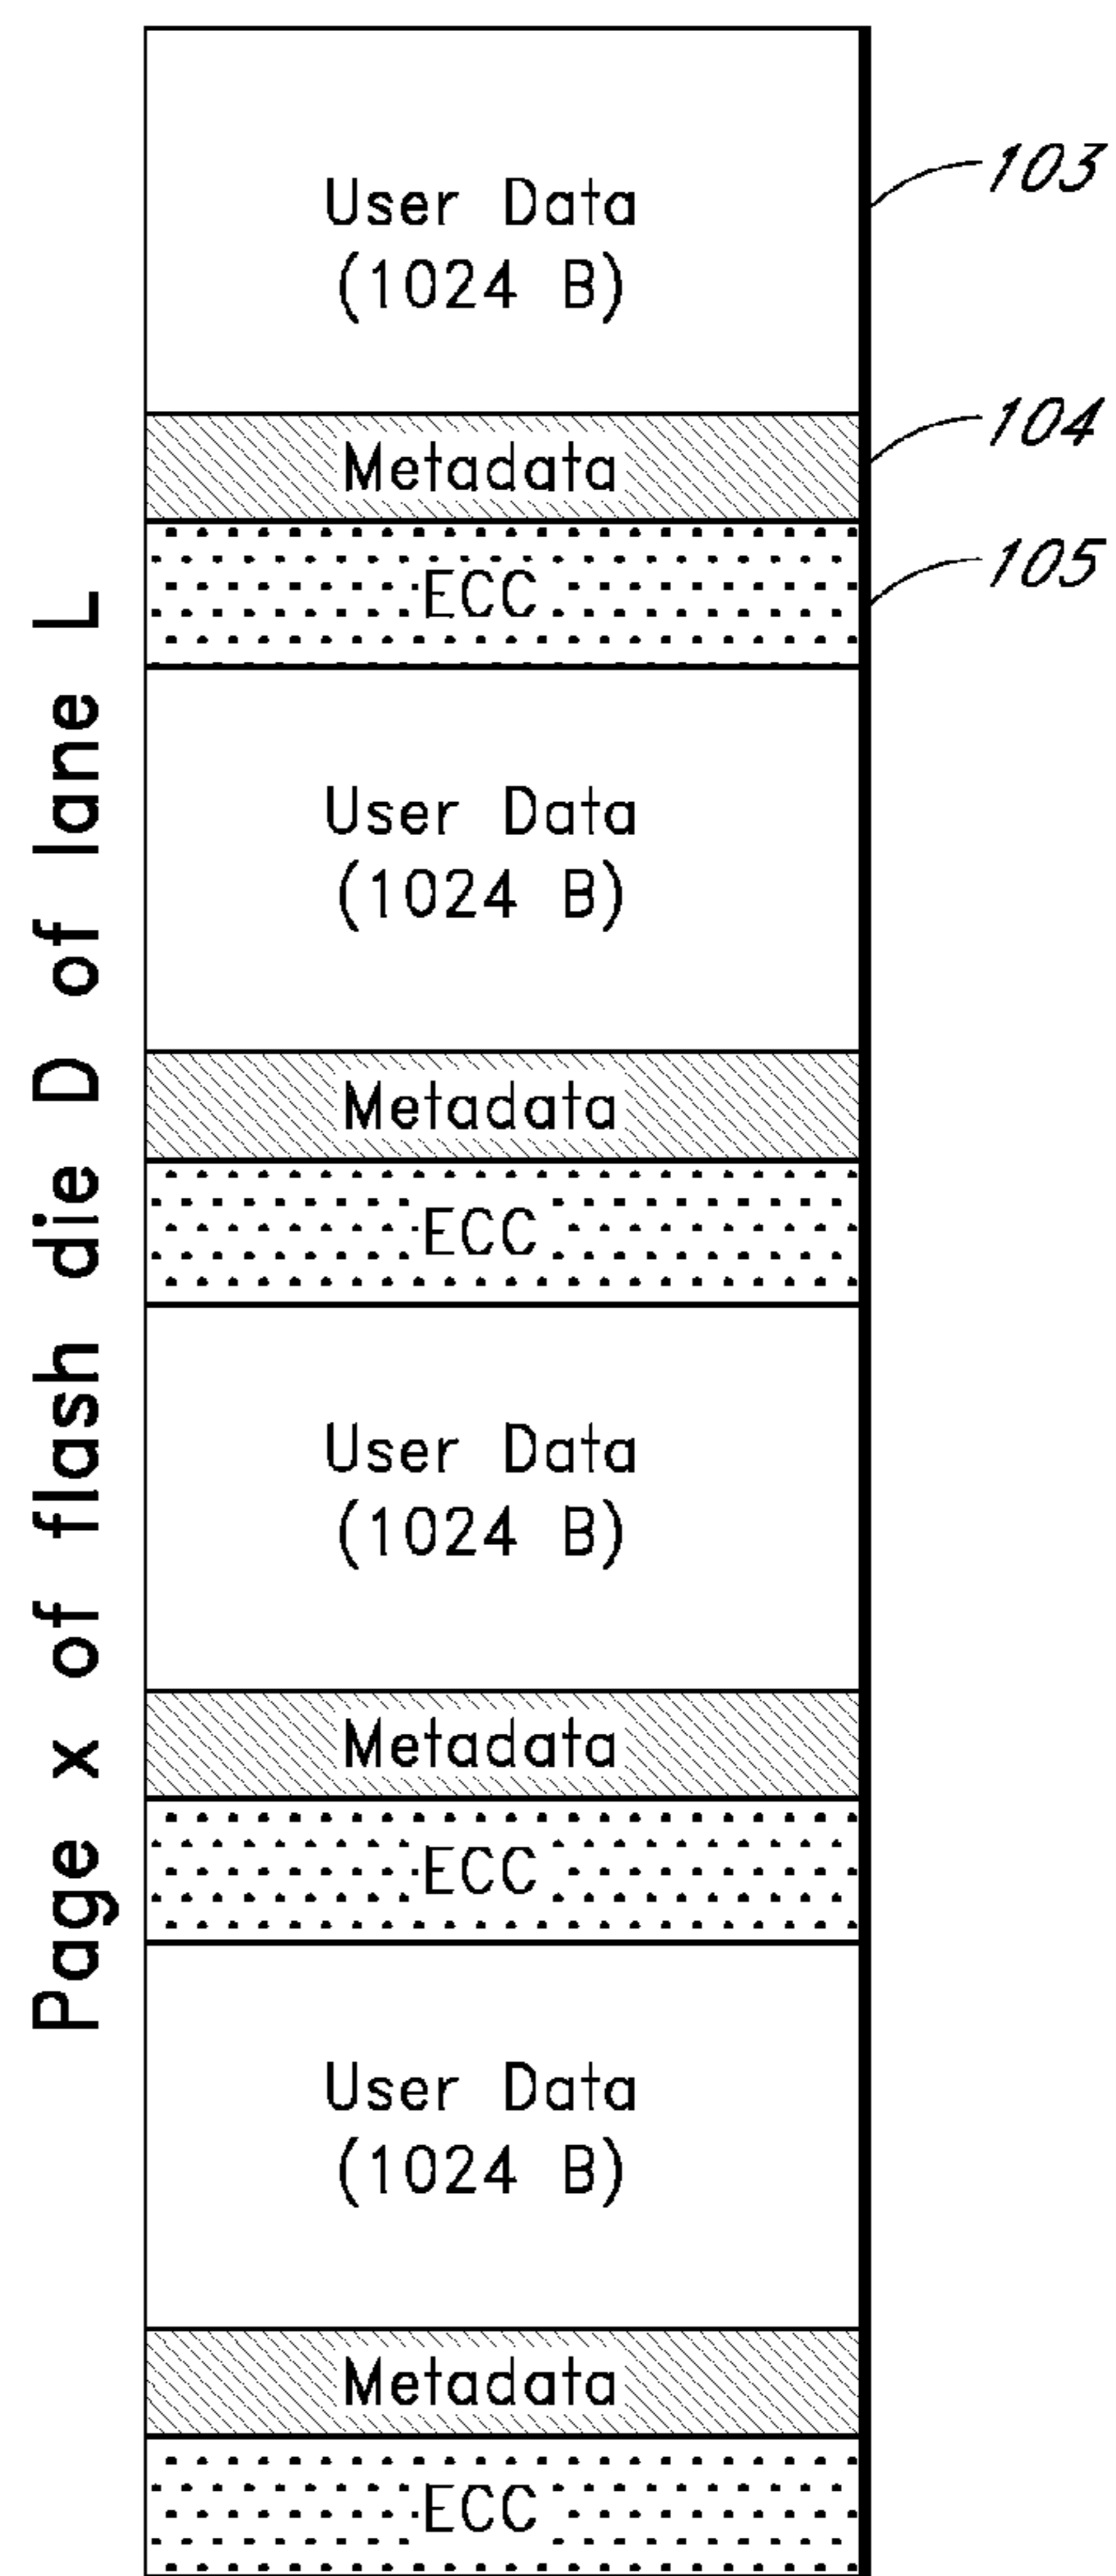 Page x of flash die D of lane L
User Data
(1024 B)
103
Metadata
104
ECC
105
User Data
(1024 B)
Metadata
ECC
User Data
(1024 B)
Metadata
ECC
User Data
(1024 B)
Metadata
ECC